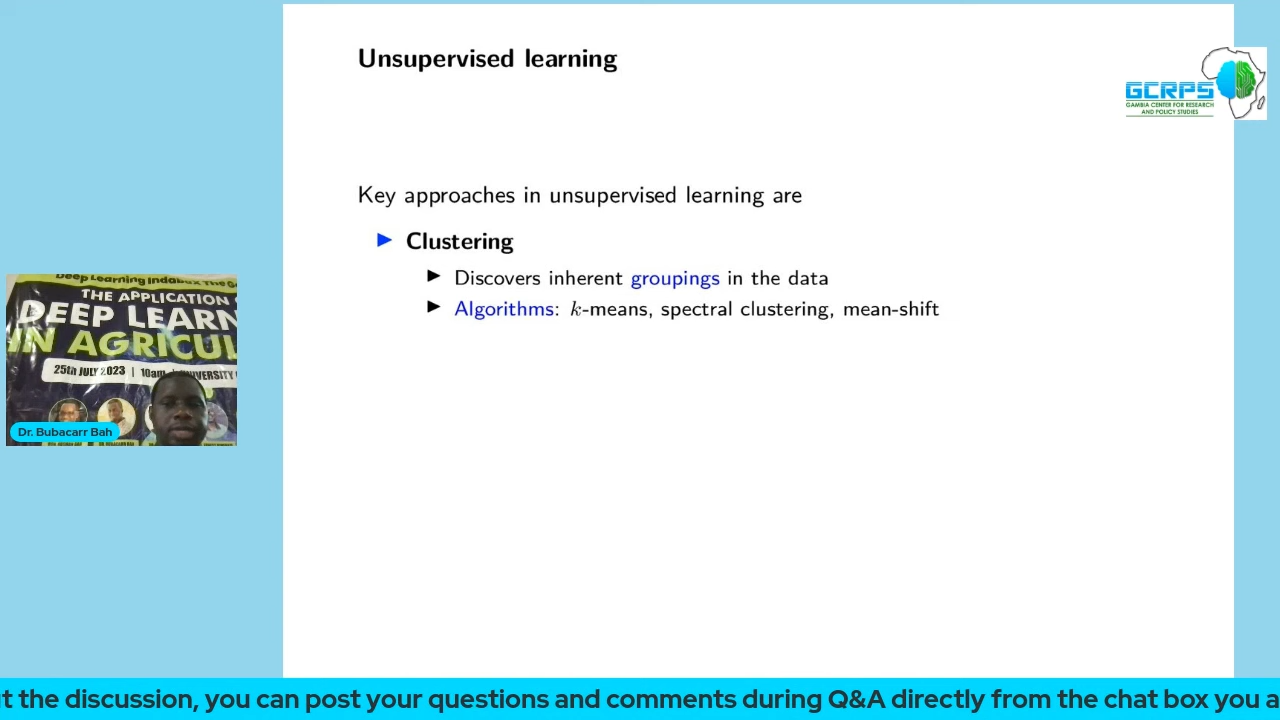 Unsupervised learning
GCRPS
GAMBIA CENTER FOR RESEARCH
AND POLICY STUDIES
Key approaches in unsupervised learning are
Clustering
Discovers inherent groupings in the data
Algorithms: k-means, spectral clustering, mean-shift
Deep Learning
THE APPLICATION
DEEP LEARN
IN AGRICUL
25th JULY 2023 | 10am
Dr. Bubacarr Bah
the discussion, you can post your questions and comments during Q&A directly from the chat box you a